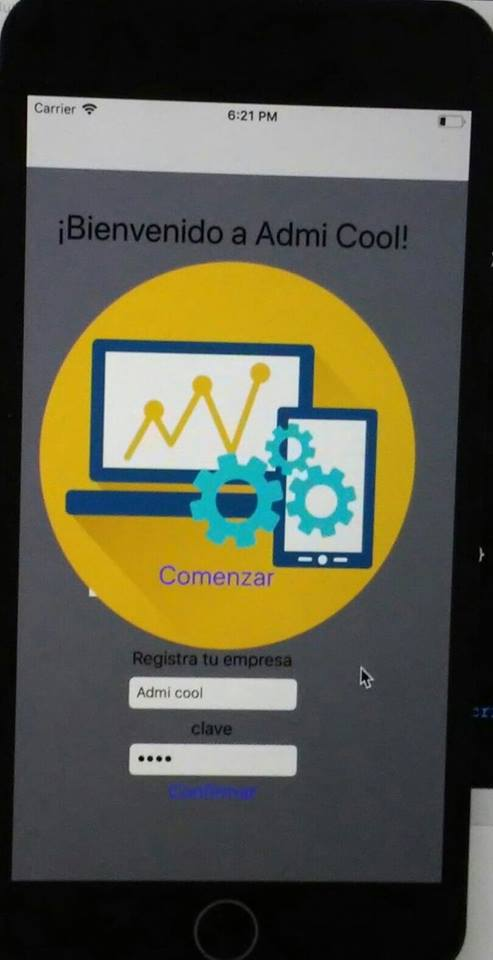 Carrier
6:21 PM
¡Bienvenido a Admi Cool!
Comenzar
Registra tu empresa
Admi cool
clave
••••
Confirmar